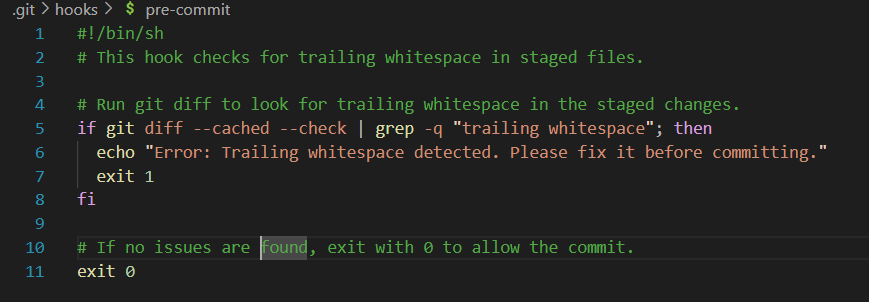 .git > hooks > $ pre-commit
1 #!/bin/sh
2 # This hook checks for trailing whitespace in staged files.
3
4 # Run git diff to look for trailing whitespace in the staged changes.
5 if git diff --cached --check | grep -q "trailing whitespace"; then
6 echo "Error: Trailing whitespace detected. Please fix it before committing."
7 exit 1
8 fi
9
10 # If no issues are found, exit with 0 to allow the commit.
11 exit 0